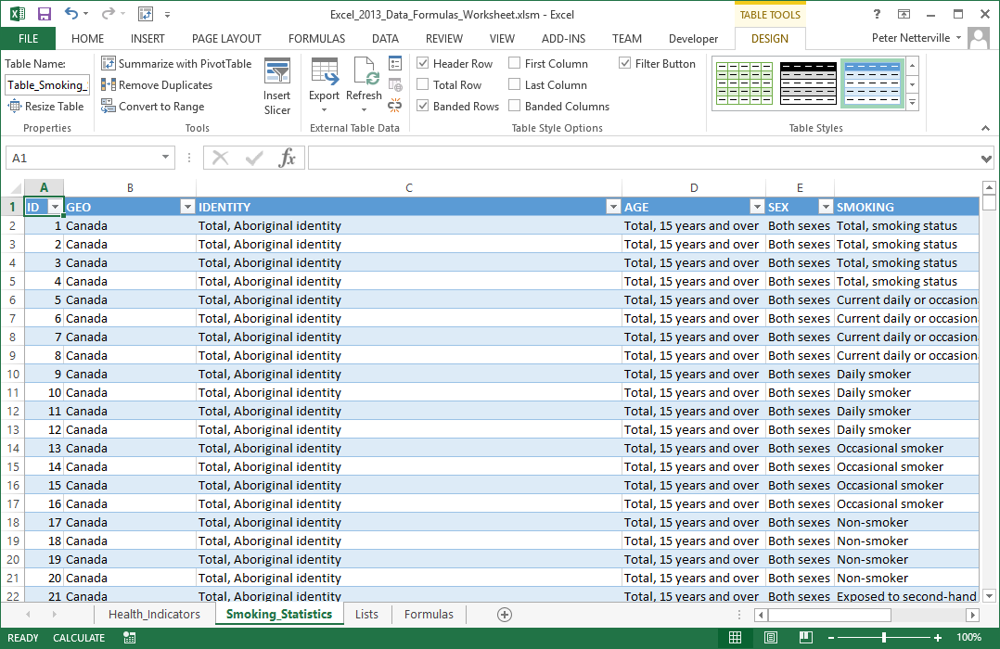 Excel_2013_Data_Formulas_Worksheet.xlsm - Excel
TABLE TOOLS
?
FILE HOME INSERT PAGE LAYOUT FORMULAS DATA REVIEW VIEW ADD-INS TEAM Developer DESIGN Peter Netterville
Table Name:
Table_Smoking_
Resize Table
Properties
Summarize with PivotTable
Remove Duplicates
Convert to Range
Insert
Slicer
Tools
Export Refresh
External Table Data
Header Row First Column Filter Button
Total Row Last Column
Banded Rows Banded Columns
Table Style Options
Table Styles
A1 fx
A B C D E
1 ID GEO IDENTITY AGE SEX SMOKING
2 1 Canada Total, Aboriginal identity Total, 15 years and over Both sexes Total, smoking status
3 2 Canada Total, Aboriginal identity Total, 15 years and over Both sexes Total, smoking status
4 3 Canada Total, Aboriginal identity Total, 15 years and over Both sexes Total, smoking status
5 4 Canada Total, Aboriginal identity Total, 15 years and over Both sexes Total, smoking status
6 5 Canada Total, Aboriginal identity Total, 15 years and over Both sexes Current daily or occasion
7 6 Canada Total, Aboriginal identity Total, 15 years and over Both sexes Current daily or occasion
8 7 Canada Total, Aboriginal identity Total, 15 years and over Both sexes Current daily or occasion
9 8 Canada Total, Aboriginal identity Total, 15 years and over Both sexes Current daily or occasion
10 9 Canada Total, Aboriginal identity Total, 15 years and over Both sexes Daily smoker
11 10 Canada Total, Aboriginal identity Total, 15 years and over Both sexes Daily smoker
12 11 Canada Total, Aboriginal identity Total, 15 years and over Both sexes Daily smoker
13 12 Canada Total, Aboriginal identity Total, 15 years and over Both sexes Daily smoker
14 13 Canada Total, Aboriginal identity Total, 15 years and over Both sexes Occasional smoker
15 14 Canada Total, Aboriginal identity Total, 15 years and over Both sexes Occasional smoker
16 15 Canada Total, Aboriginal identity Total, 15 years and over Both sexes Occasional smoker
17 16 Canada Total, Aboriginal identity Total, 15 years and over Both sexes Occasional smoker
18 17 Canada Total, Aboriginal identity Total, 15 years and over Both sexes Non-smoker
19 18 Canada Total, Aboriginal identity Total, 15 years and over Both sexes Non-smoker
20 19 Canada Total, Aboriginal identity Total, 15 years and over Both sexes Non-smoker
21 20 Canada Total, Aboriginal identity Total, 15 years and over Both sexes Non-smoker
22 21 Canada Total, Aboriginal identity Total, 15 years and over Both sexes Exposed to second-hand
Health_Indicators Smoking_Statistics Lists Formulas
READY CALCULATE 100%